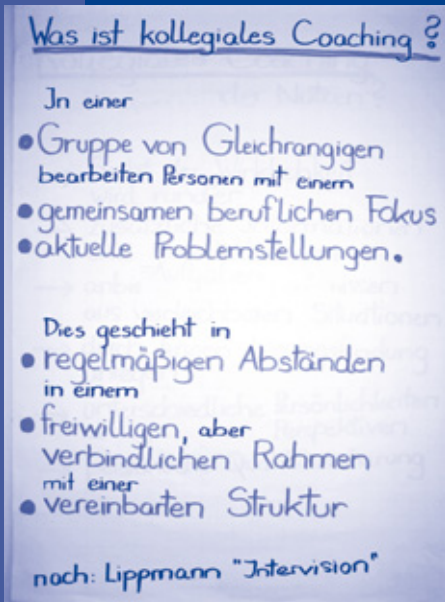 Was ist kollegiales Coaching?
In einer
• Gruppe von Gleichrangigen
bearbeiten Personen mit einem
• gemeinsamen beruflichen Fokus
• aktuelle Problemstellungen.
Dies geschieht in
• regelmäßigen Abständen
in einem
• freiwilligen, aber
verbindlichen Rahmen
mit einer
• vereinbarten Struktur
nach: Lippmann "Intervision"